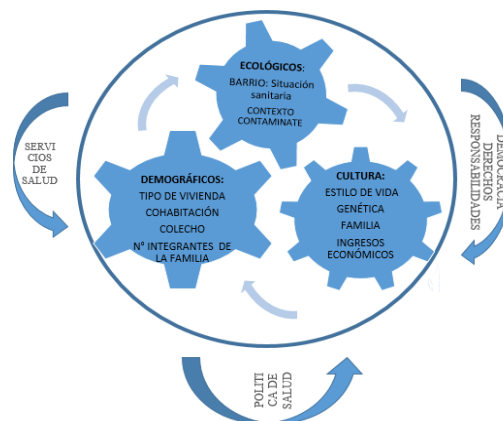 ECOLÓGICOS:
BARRIO: Situación
sanitaria
CONTEXTO
CONTAMINATE
DEMOGRÁFICOS:
TIPO DE VIVIENDA
COHABITACIÓN
COLECHO
N° INTEGRANTES DE
LA FAMILIA
CULTURA:
ESTILO DE VIDA
GENÉTICA
FAMILIA
INGRESOS
ECONÓMICOS
SERVI
CIOS
DE
SALUD
DEMOCRACIA
DERECHOS
RESPONSABILIDADES
POLITI
CA DE
SALUD